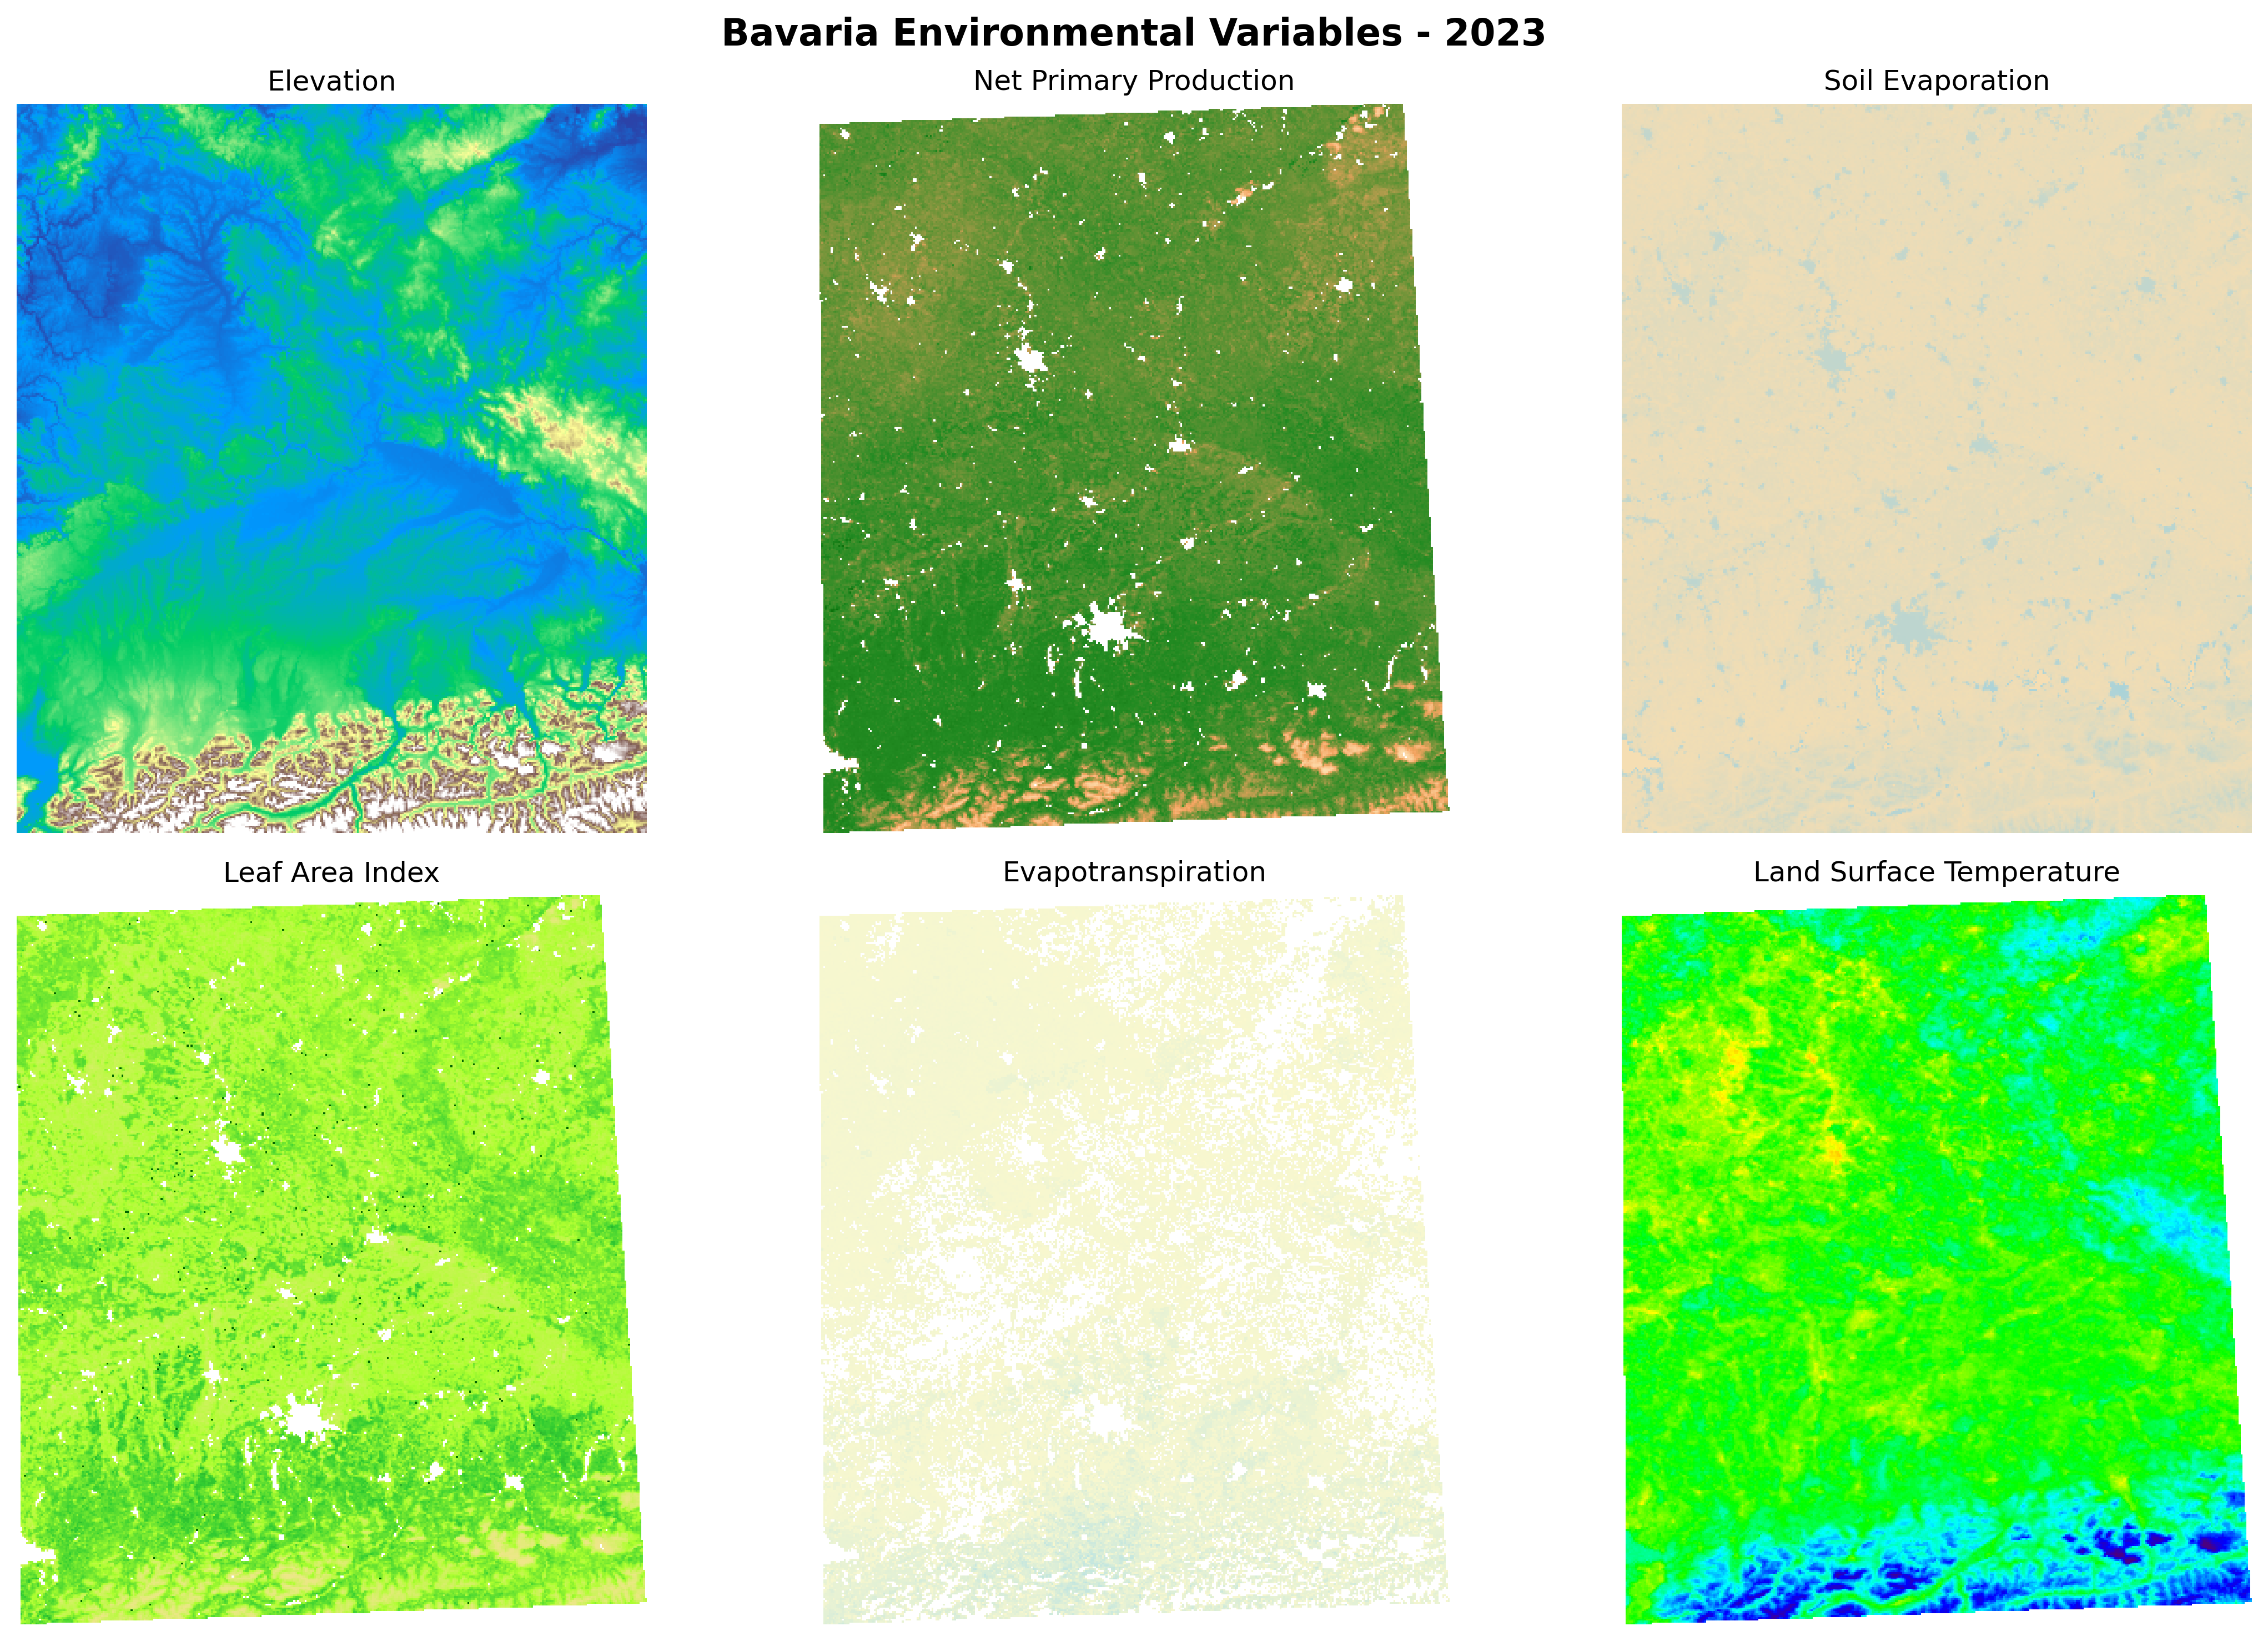 Bavaria Environmental Variables - 2023
Elevation
Net Primary Production
Soil Evaporation
Leaf Area Index
Evapotranspiration
Land Surface Temperature